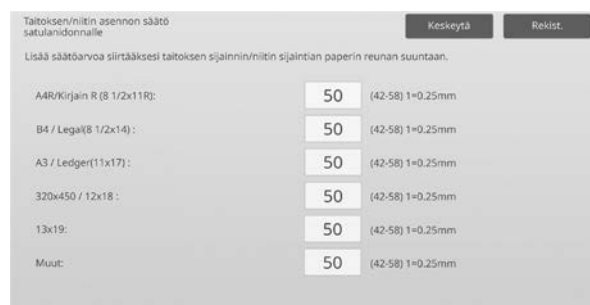 Taitoksen/niitin asennon säätö
satulanidonnalle
Keskeytä
Rekist.
Lisää säätöarvoa siirtääksesi taitoksen sijainnin/niitin sijaintian paperin reunan suuntaan.
A4R/Kirjain R (8 1/2x11R): 50 (42-58) 1=0.25mm
B4 / Legal(8 1/2x14) : 50 (42-58) 1=0.25mm
A3 / Ledger(11x17) : 50 (42-58) 1=0.25mm
320x450 / 12x18 : 50 (42-58) 1=0.25mm
13x19: 50 (42-58) 1=0.25mm
Muut: 50 (42-58) 1=0.25mm